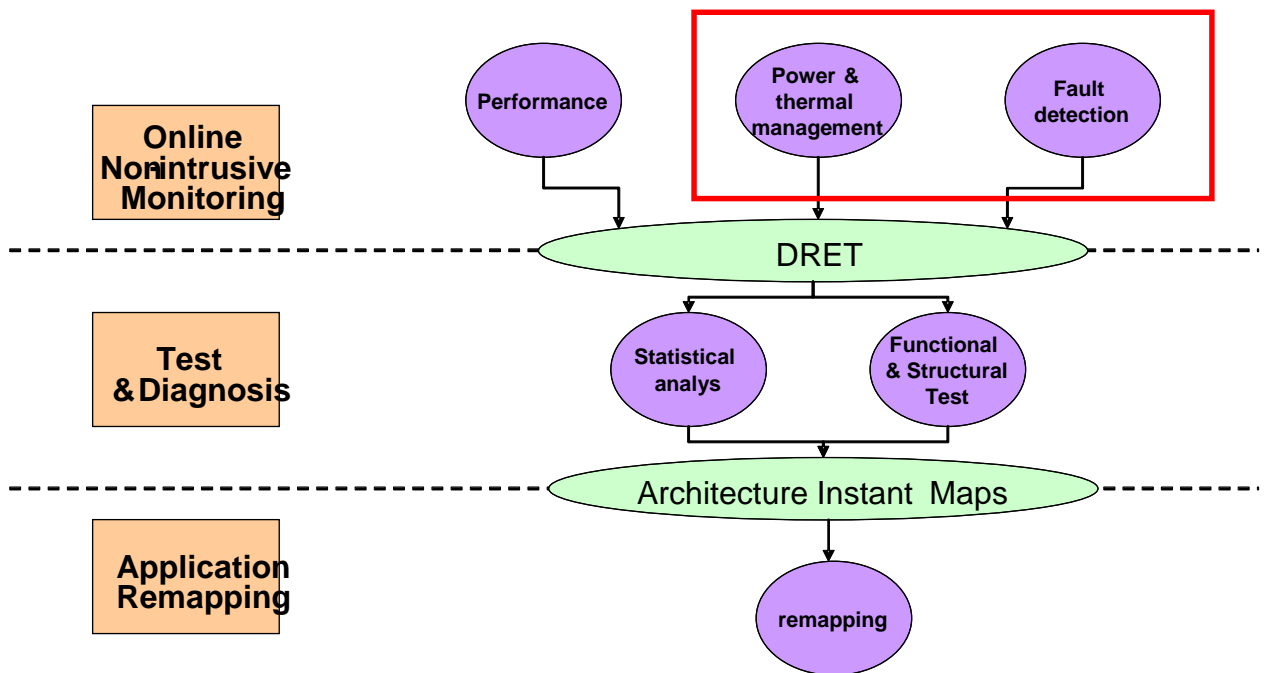 Performance
Power &
thermal
management
Fault
detection
Online
Non-intrusive
Monitoring
DRET
Test
& Diagnosis
Statistical
analys
Functional
& Structural
Test
Architecture Instant Maps
Application
Remapping
remapping